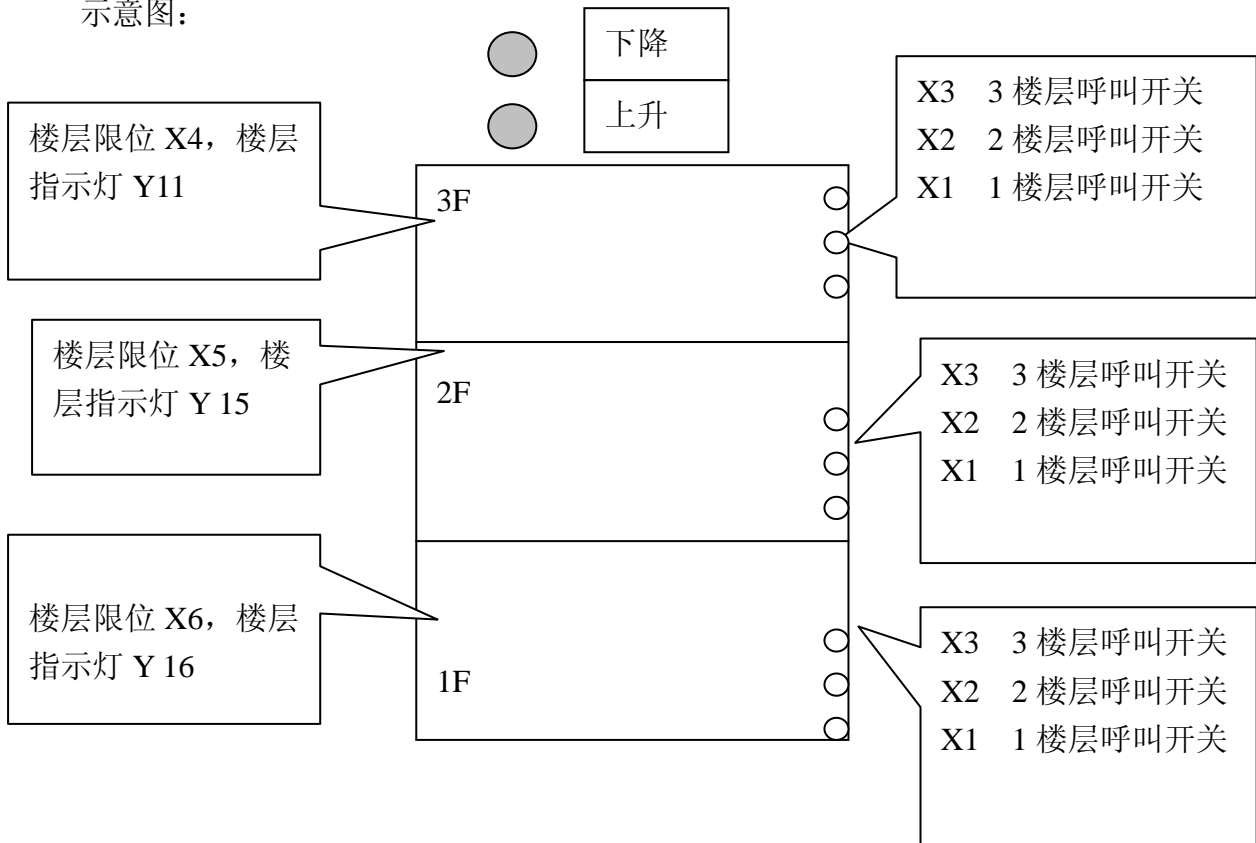 示意图：
下降
上升
楼层限位 X4，楼层
指示灯 Y11
3F
X3 3 楼层呼叫开关
X2 2 楼层呼叫开关
X1 1 楼层呼叫开关
楼层限位 X5，楼
层指示灯 Y 15
2F
X3 3 楼层呼叫开关
X2 2 楼层呼叫开关
X1 1 楼层呼叫开关
楼层限位 X6，楼层
指示灯 Y 16
1F
X3 3 楼层呼叫开关
X2 2 楼层呼叫开关
X1 1 楼层呼叫开关